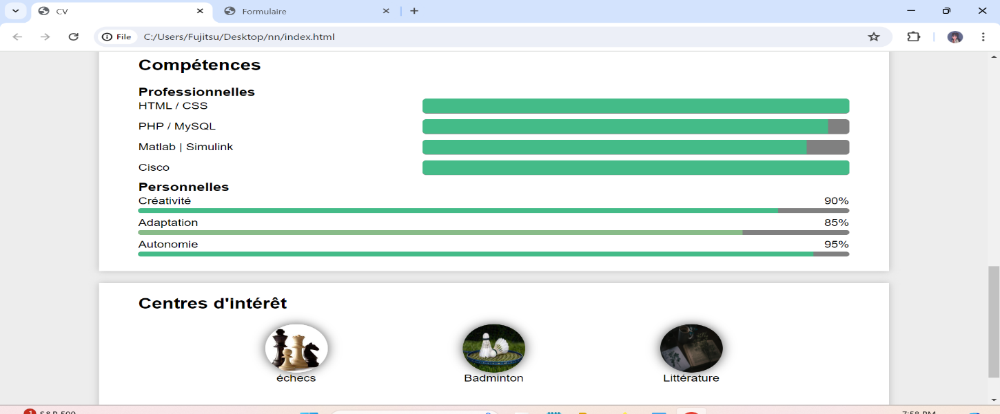 CV
Formulaire
File C:/Users/Fujitsu/Desktop/nn/index.html
Compétences
Professionnelles
HTML / CSS
PHP / MySQL
Matlab | Simulink
Cisco
Personnelles
Créativité 90%
Adaptation 85%
Autonomie 95%
Centres d'intérêt
échecs Badminton Littérature
1 S&P 500 7:58 PM